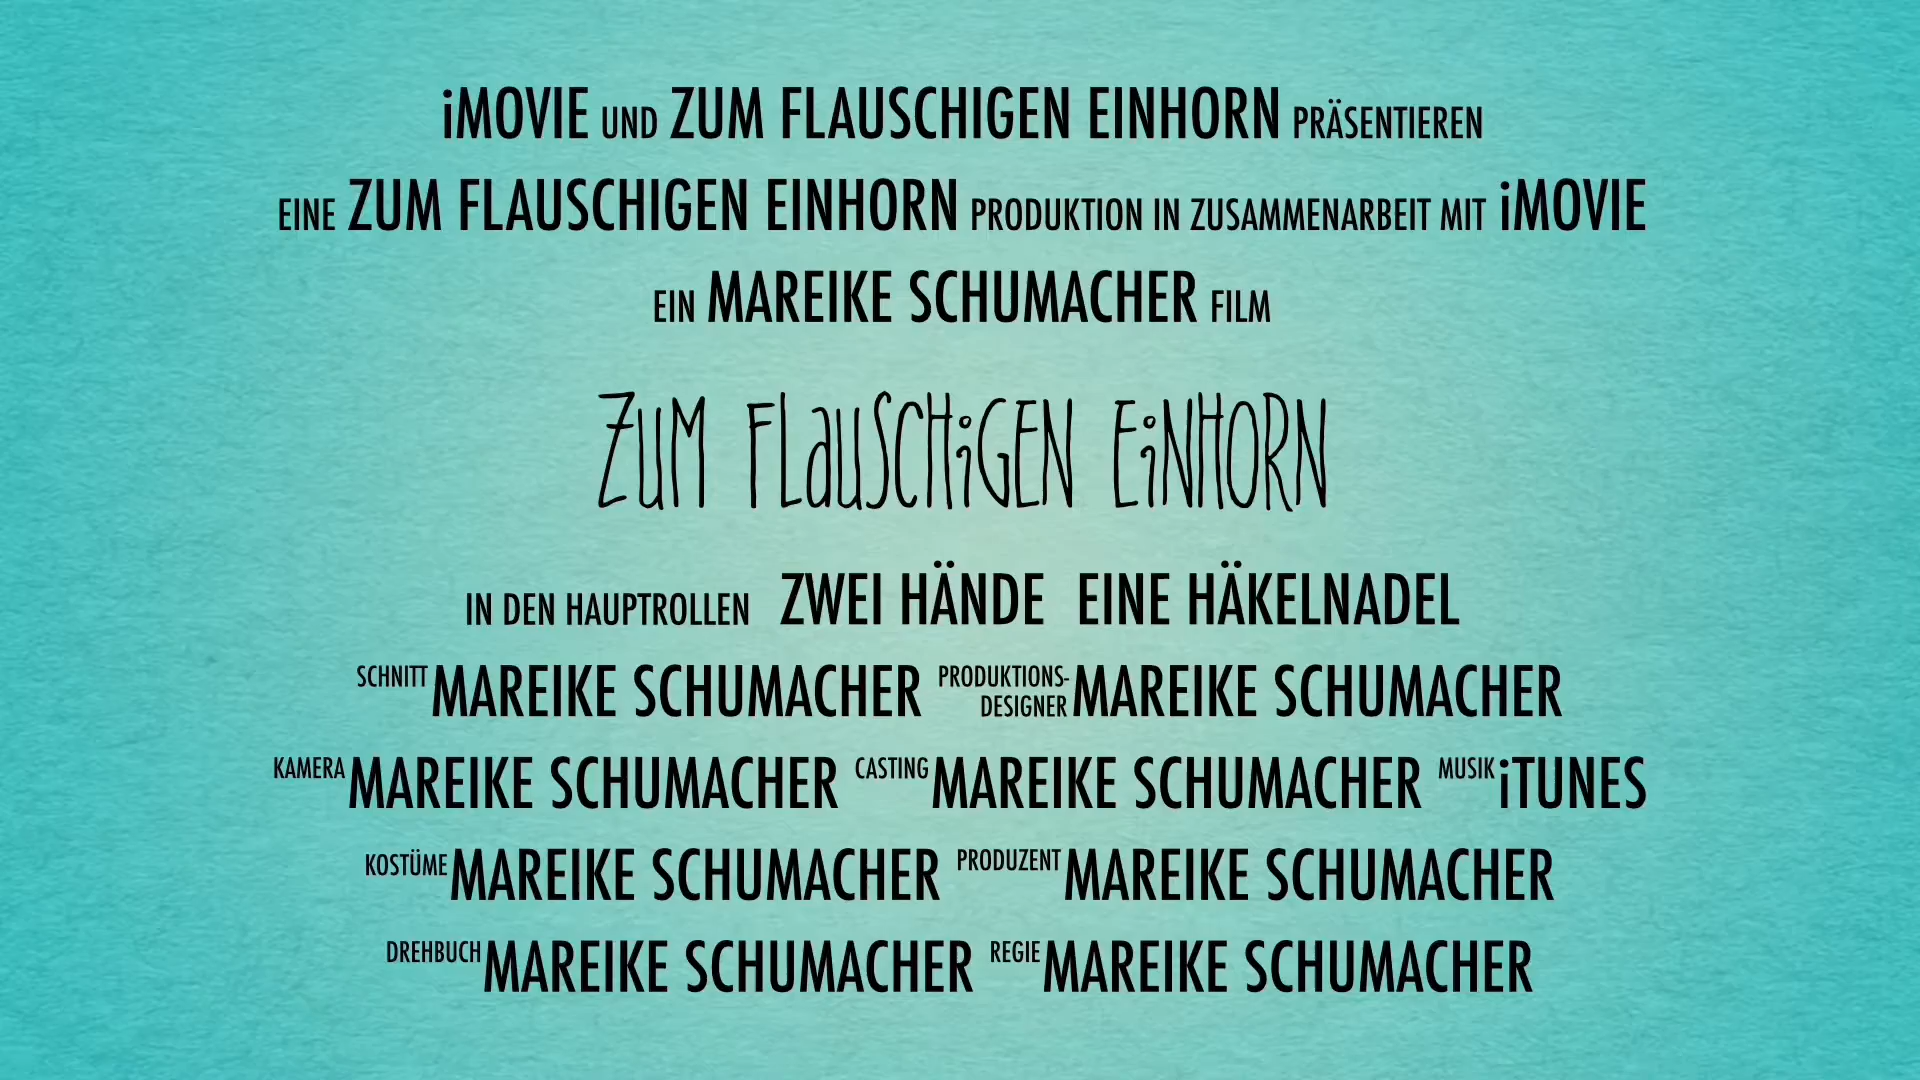 iMOVIE UND ZUM FLAUSCHIGEN EINHORN PRÄSENTIEREN
EINE ZUM FLAUSCHIGEN EINHORN PRODUKTION IN ZUSAMMENARBEIT MIT iMOVIE
EIN MAREIKE SCHUMACHER FILM
ZUM FLaUSCHiGEN EiNHORN
IN DEN HAUPTROLLEN ZWEI HÄNDE EINE HÄKELNADEL
SCHNITT MAREIKE SCHUMACHER PRODUKTIONS-DESIGNER MAREIKE SCHUMACHER
KAMERA MAREIKE SCHUMACHER CASTING MAREIKE SCHUMACHER MUSIK iTUNES
KOSTÜME MAREIKE SCHUMACHER PRODUZENT MAREIKE SCHUMACHER
DREHBUCH MAREIKE SCHUMACHER REGIE MAREIKE SCHUMACHER